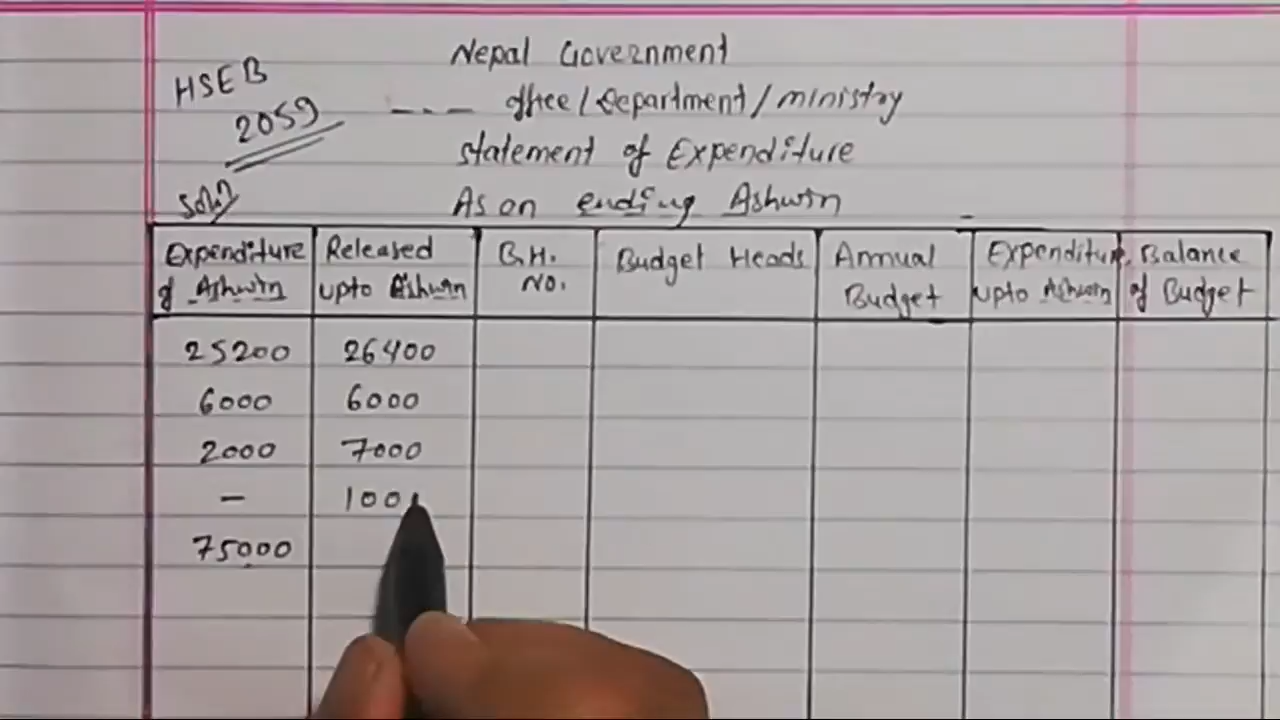 Nepal Government
HSEB
--- office/Department/ministry
2059
statement of Expenditure
Soln
As on ending Ashwin
Expenditure of Ashwin Released upto Ashwin B.H. No. Budget Heads Annual Budget Expenditure upto Ashwin Balance of Budget
25200 26400
6000 6000
2000 7000
- 100
75000